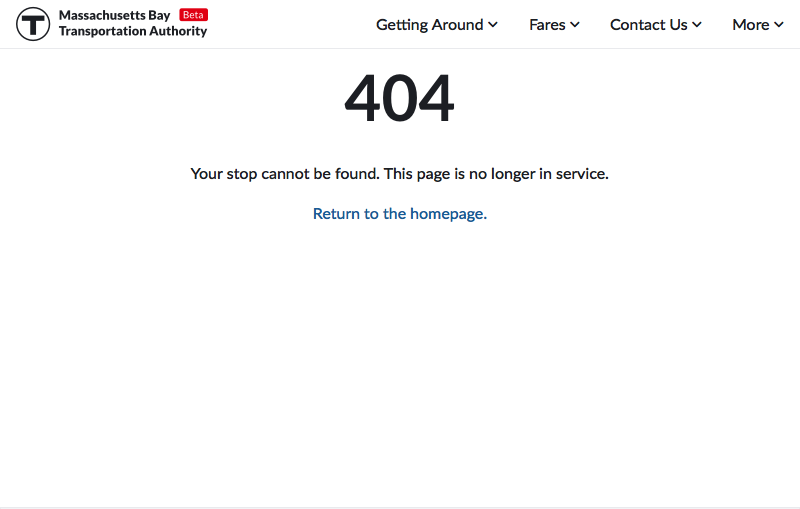 T Massachusetts Bay Beta
Transportation Authority
Getting Around Fares Contact Us More
404
Your stop cannot be found. This page is no longer in service.
Return to the homepage.